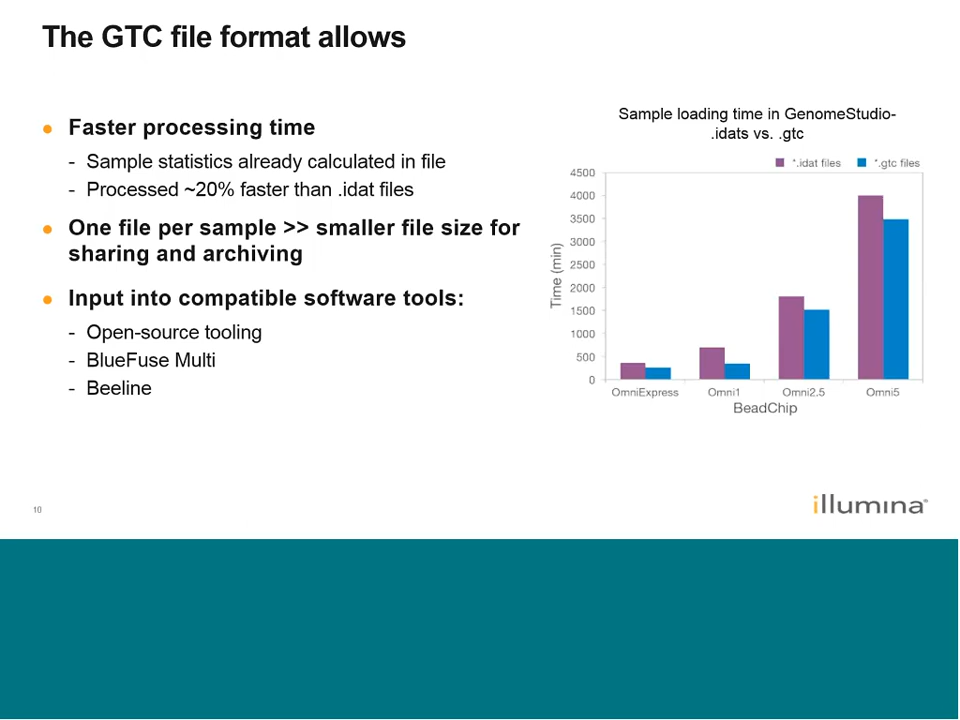 The GTC file format allows
● Faster processing time
- Sample statistics already calculated in file
- Processed ~20% faster than .idat files
● One file per sample >> smaller file size for
sharing and archiving
● Input into compatible software tools:
- Open-source tooling
- BlueFuse Multi
- Beeline
Sample loading time in GenomeStudio-
.idats vs. .gtc
*.idat files *.gtc files
Time (min)
4500
4000
3500
3000
2500
2000
1500
1000
500
0
OmniExpress Omni1 Omni2.5 Omni5
BeadChip
10
illumina®